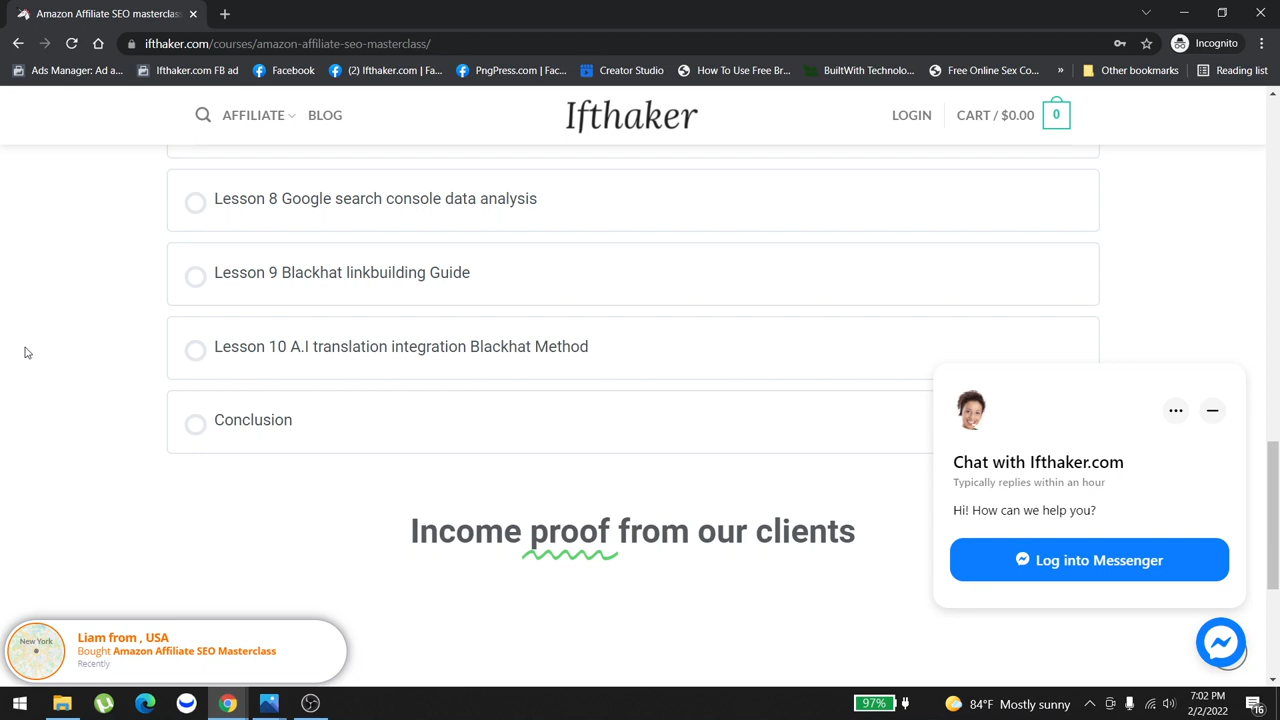 Amazon Affiliate SEO masterclass
ifthaker.com/courses/amazon-affiliate-seo-masterclass/
Incognito
Ads Manager: Ad a...
Ifthaker.com FB ad
Facebook
(2) Ifthaker.com | Fa...
PngPress.com | Fac...
Creator Studio
How To Use Free Br...
BuiltWith Technolo...
Free Online Sex Co...
»
Other bookmarks
Reading list
AFFILIATE
BLOG
Ifthaker
LOGIN
CART / $0.00
0
Lesson 8 Google search console data analysis
Lesson 9 Blackhat linkbuilding Guide
Lesson 10 A.I translation integration Blackhat Method
Conclusion
Income proof from our clients
Chat with Ifthaker.com
Typically replies within an hour
Hi! How can we help you?
Log into Messenger
New York
Liam from , USA
Bought Amazon Affiliate SEO Masterclass
Recently
97%
84°F Mostly sunny
7:02 PM
2/2/2022
16